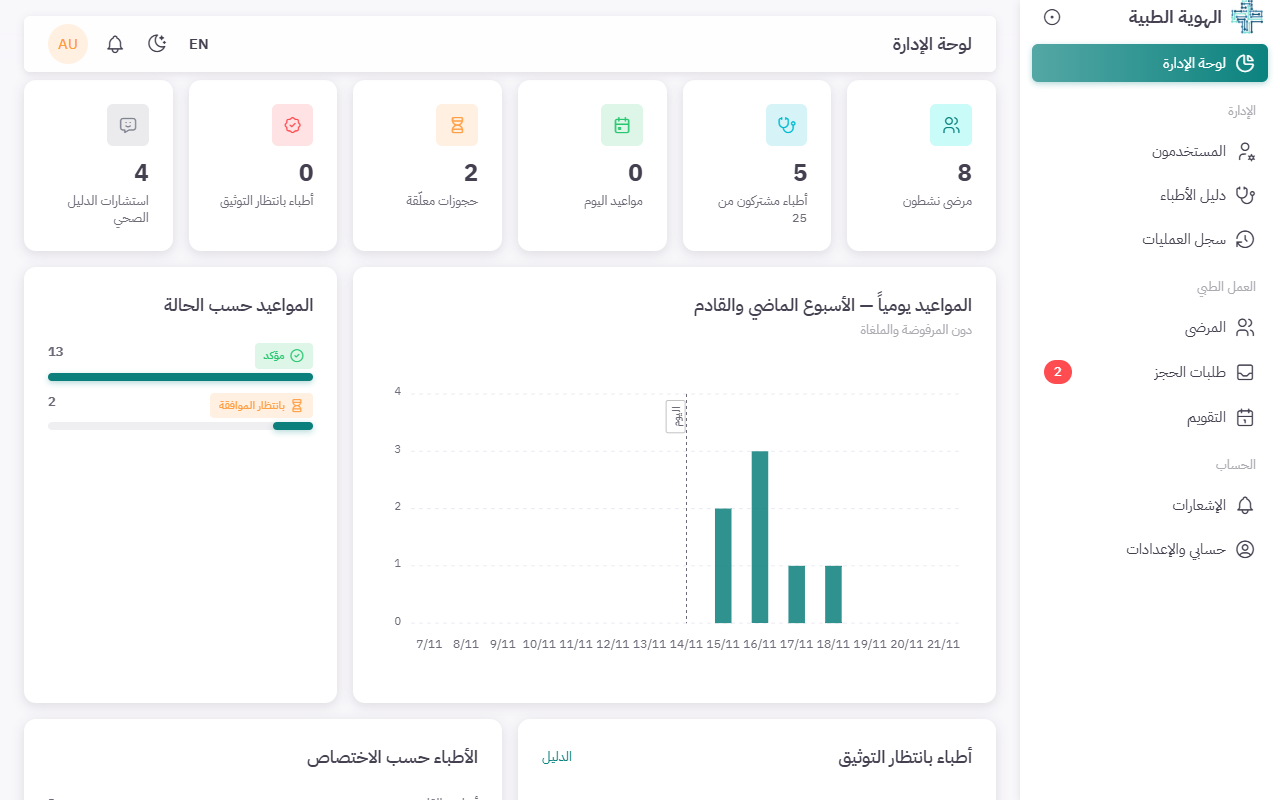 الهوية الطبية
لوحة الإدارة
الإدارة
المستخدمون
دليل الأطباء
سجل العمليات
العمل الطبي
المرضى
طلبات الحجز
2
التقويم
الحساب
الإشعارات
حسابي والإعدادات
لوحة الإدارة
EN
AU
8
مرضى نشطون
5
أطباء مشتركون من
25
0
مواعيد اليوم
2
حجوزات معلّقة
0
أطباء بانتظار التوثيق
4
استشارات الدليل
الصحي
المواعيد يومياً — الأسبوع الماضي والقادم
دون المرفوضة والملغاة
4
3
2
1
0
اليوم
7/11 8/11 9/11 10/11 11/11 12/11 13/11 14/11 15/11 16/11 17/11 18/11 19/11 20/11 21/11
المواعيد حسب الحالة
مؤكد
13
بانتظار الموافقة
2
أطباء بانتظار التوثيق
الدليل
الأطباء حسب الاختصاص